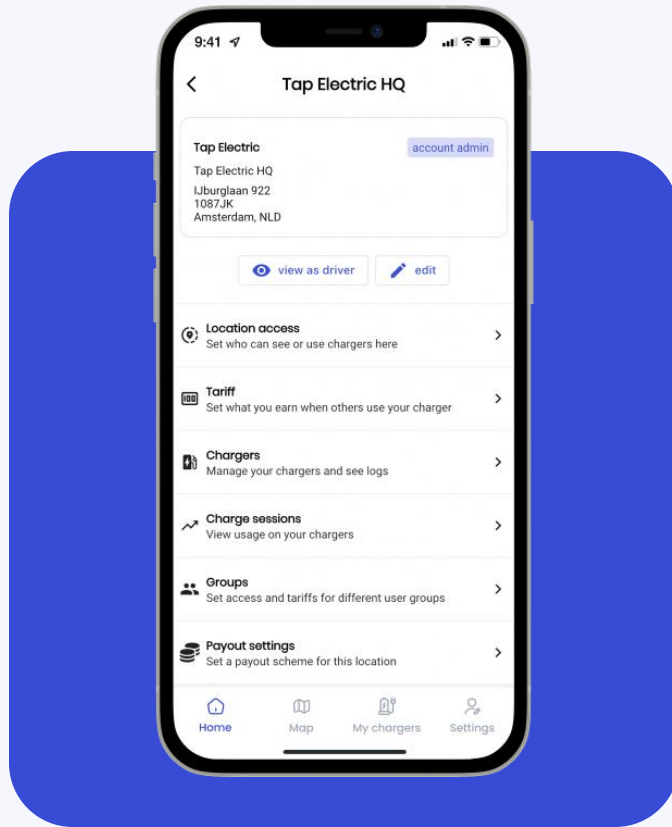 9:41
Tap Electric HQ
Tap Electric
account admin
Tap Electric HQ
IJburglaan 922
1087JK
Amsterdam, NLD
view as driver
edit
Location access
Set who can see or use chargers here
Tariff
Set what you earn when others use your charger
Chargers
Manage your chargers and see logs
Charge sessions
View usage on your chargers
Groups
Set access and tariffs for different user groups
Payout settings
Set a payout scheme for this location
Home
Map
My chargers
Settings